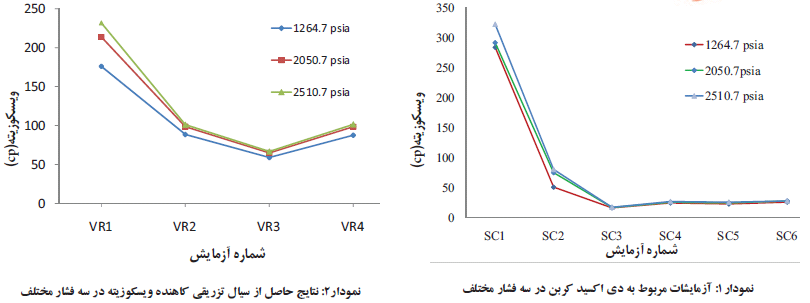 250
200
150
100
50
0
ویسکوزیته(cp)
1264.7 psia
2050.7 psia
2510.7 psia
VR1 VR2 VR3 VR4
شماره آزمایش
نمودار۲: نتایج حاصل از سیال تزریقی کاهنده ویسکوزیته در سه فشار مختلف
350
300
250
200
150
100
50
0
ویسکوزیته(cp)
1264.7 psia
2050.7psia
2510.7 psia
SC1 SC2 SC3 SC4 SC5 SC6
شماره آزمایش
نمودار ۱: آزمایشات مربوط به دی اکسید کربن در سه فشار مختلف